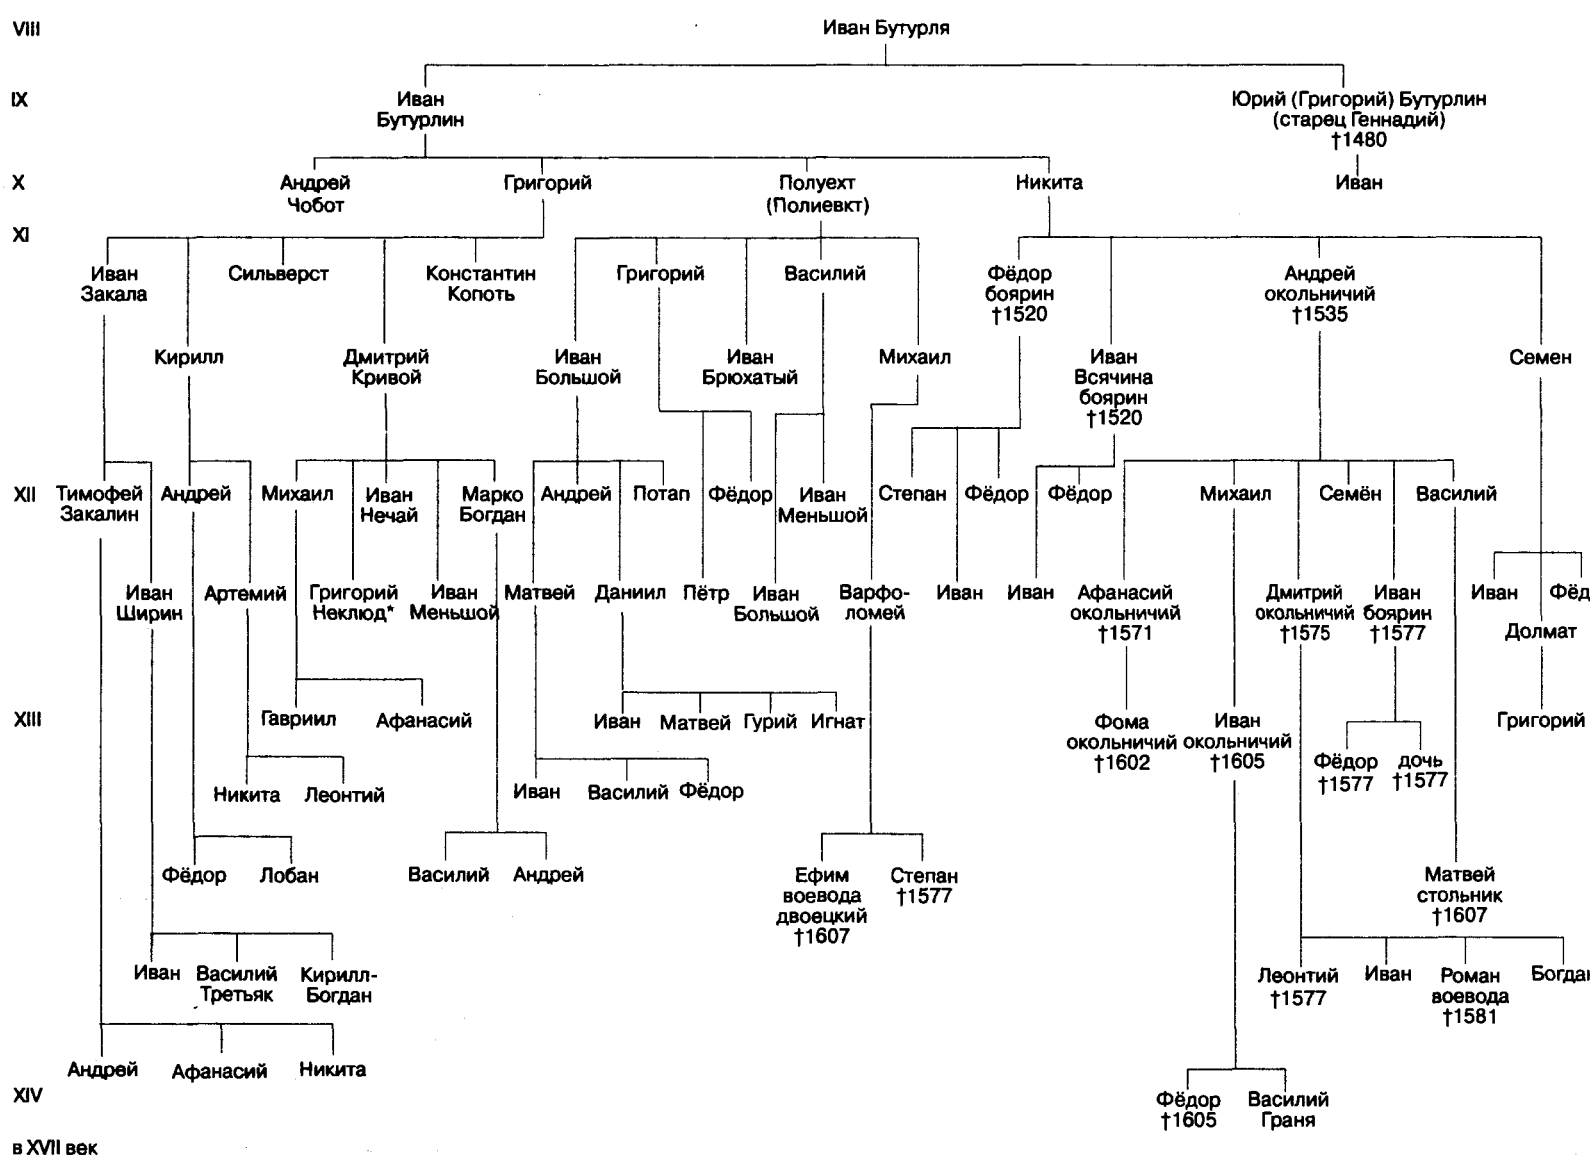 VIII
Иван Бутурля
IX
Иван
Бутурлин
Юрий (Григорий) Бутурлин
(старец Геннадий)
†1480
X
Андрей
Чобот
Григорий
Полуехт
(Полиевкт)
Никита
Иван
XI
Иван
Закала
Сильверст
Константин
Копоть
Григорий
Василий
Фёдор
боярин
†1520
Андрей
окольничий
†1535
Кирилл
Дмитрий
Кривой
Иван
Большой
Иван
Брюхатый
Михаил
Иван
Всячина
боярин
†1520
Семен
XII
Тимофей
Закалин
Андрей
Михаил
Иван
Нечай
Марко
Богдан
Андрей
Потап
Фёдор
Иван
Меньшой
Степан
Фёдор
Фёдор
Михаил
Семён
Василий
Иван
Ширин
Артемий
Григорий
Неклюд*
Иван
Меньшой
Матвей
Даниил
Пётр
Иван
Большой
Варфо-
ломей
Иван
Иван
Афанасий
окольничий
†1571
Дмитрий
окольничий
†1575
Иван
боярин
†1577
Иван
Фёд
Долмат
XIII
Гавриил
Афанасий
Иван
Матвей
Гурий
Игнат
Фома
окольничий
†1602
Иван
окольничий
†1605
Григорий
Фёдор
†1577
дочь
†1577
Никита
Леонтий
Иван
Василий
Фёдор
Фёдор
Лобан
Василий
Андрей
Ефим
воевода
двоецкий
†1607
Степан
†1577
Матвей
стольник
†1607
Иван
Василий
Третьяк
Кирилл-
Богдан
Леонтий
†1577
Иван
Роман
воевода
†1581
Богдан
Андрей
Афанасий
Никита
XIV
Фёдор
†1605
Василий
Граня
в XVII век